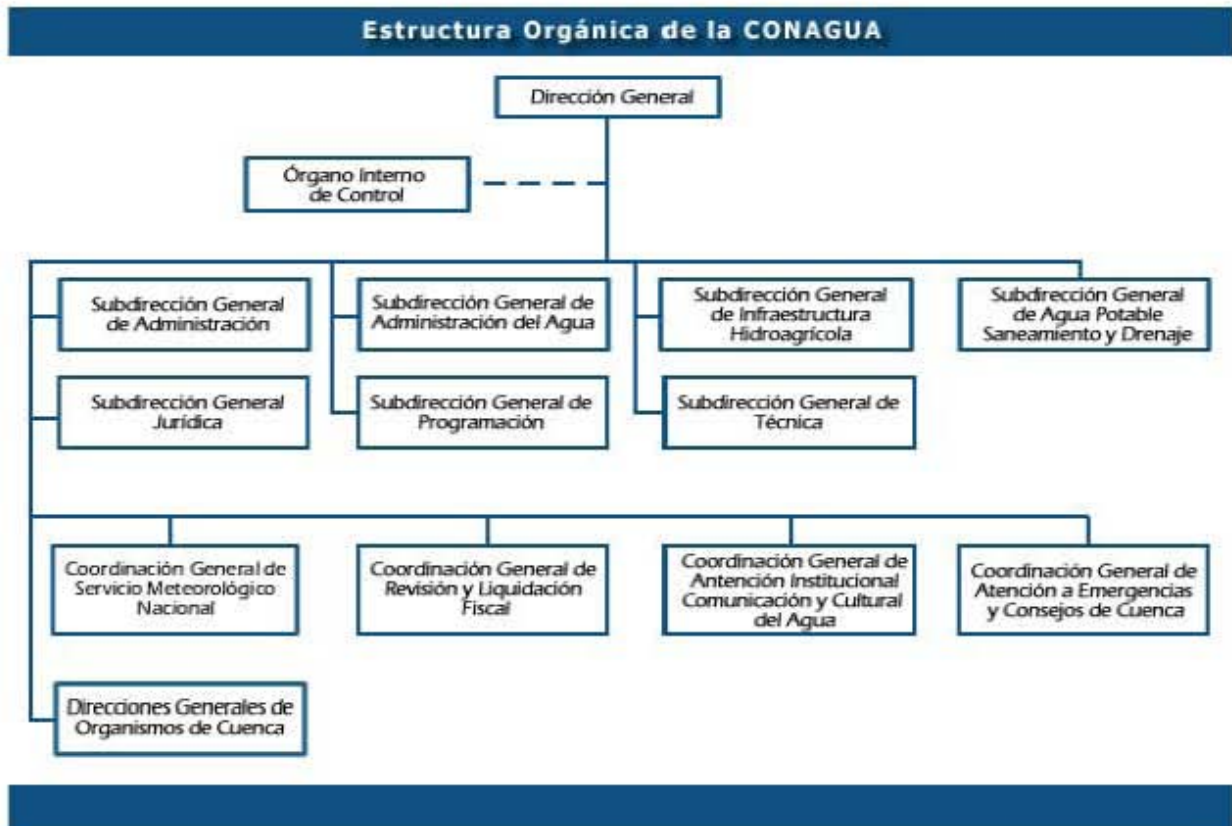 Estructura Orgánica de la CONAGUA
Dirección General
Órgano Interno
de Control
Subdirección General
de Administración
Subdirección General de
Administración del Agua
Subdirección General
de Infraestructura
Hidroagrícola
Subdirección General
de Agua Potable
Saneamiento y Drenaje
Subdirección General
Jurídica
Subdirección General de
Programación
Subdirección General de
Técnica
Coordinación General de
Servicio Meteorológico
Nacional
Coordinación General de
Revisión y Liquidación
Fiscal
Coordinación General de
Antención Institucional
Comunicación y Cultural
del Agua
Coordinación General de
Atención a Emergencias
y Consejos de Cuenca
Direcciones Generales de
Organismos de Cuenca